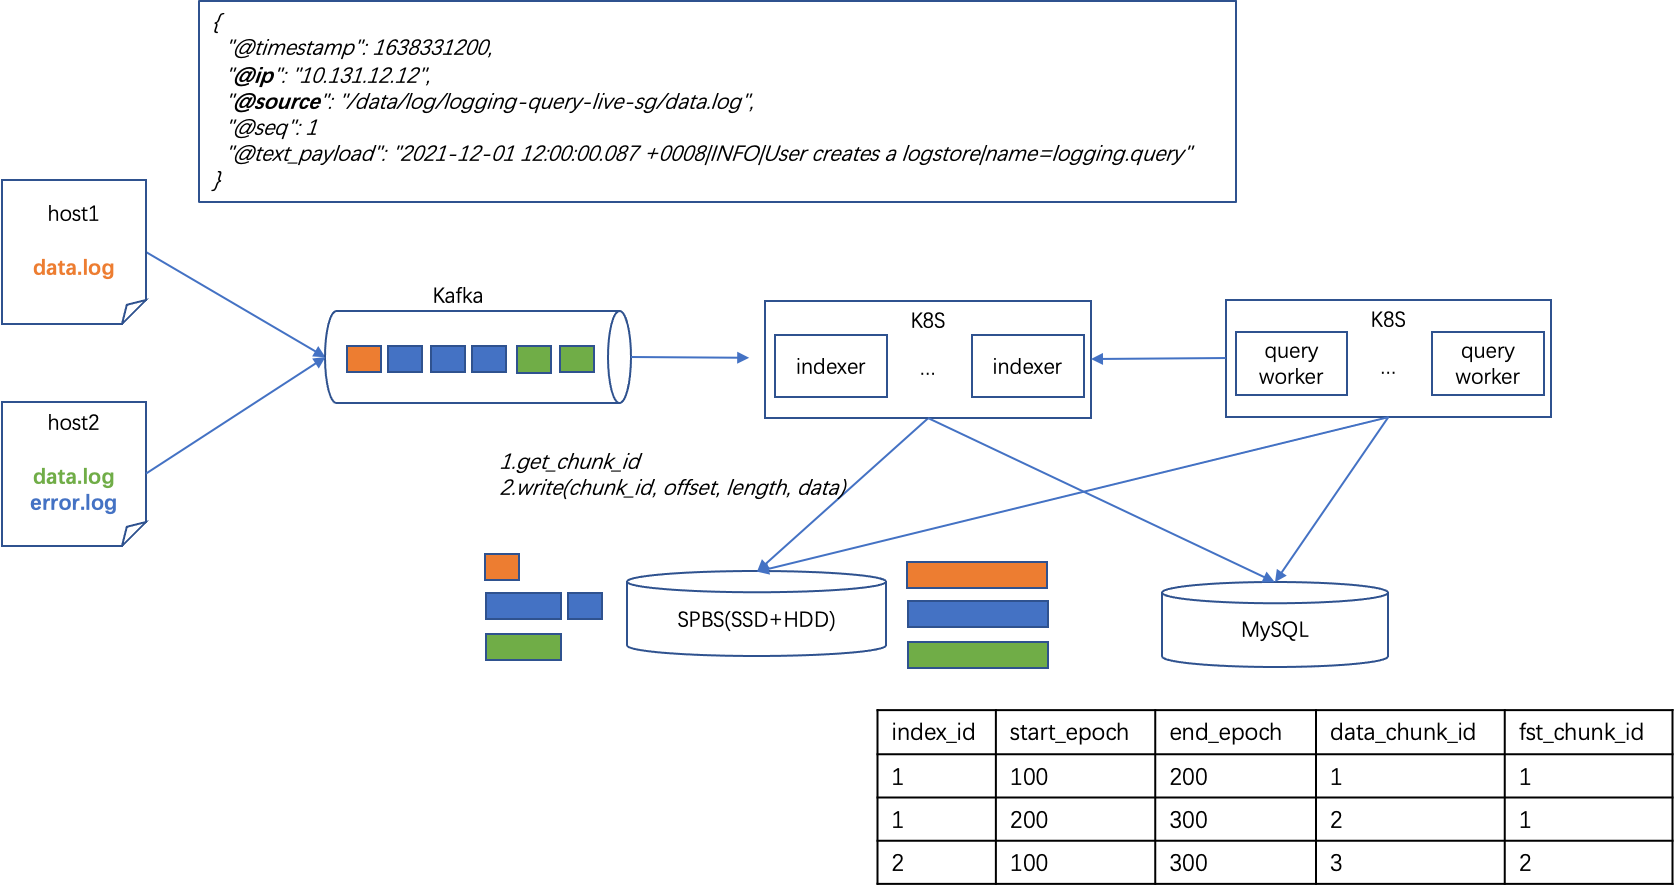 {
"@timestamp": 1638331200,
"@ip": "10.131.12.12",
"@source": "/data/log/logging-query-live-sg/data.log",
"@seq": 1
"@text_payload": "2021-12-01 12:00:00.087 +0008|INFO|User creates a logstore|name=logging.query"
}
host1
data.log
host2
data.log
error.log
Kafka
K8S
indexer
...
indexer
K8S
query
worker
...
query
worker
1.get_chunk_id
2.write(chunk_id, offset, length, data)
SPBS(SSD+HDD)
MySQL
index_id start_epoch end_epoch data_chunk_id fst_chunk_id
1 100 200 1 1
1 200 300 2 1
2 100 300 3 2